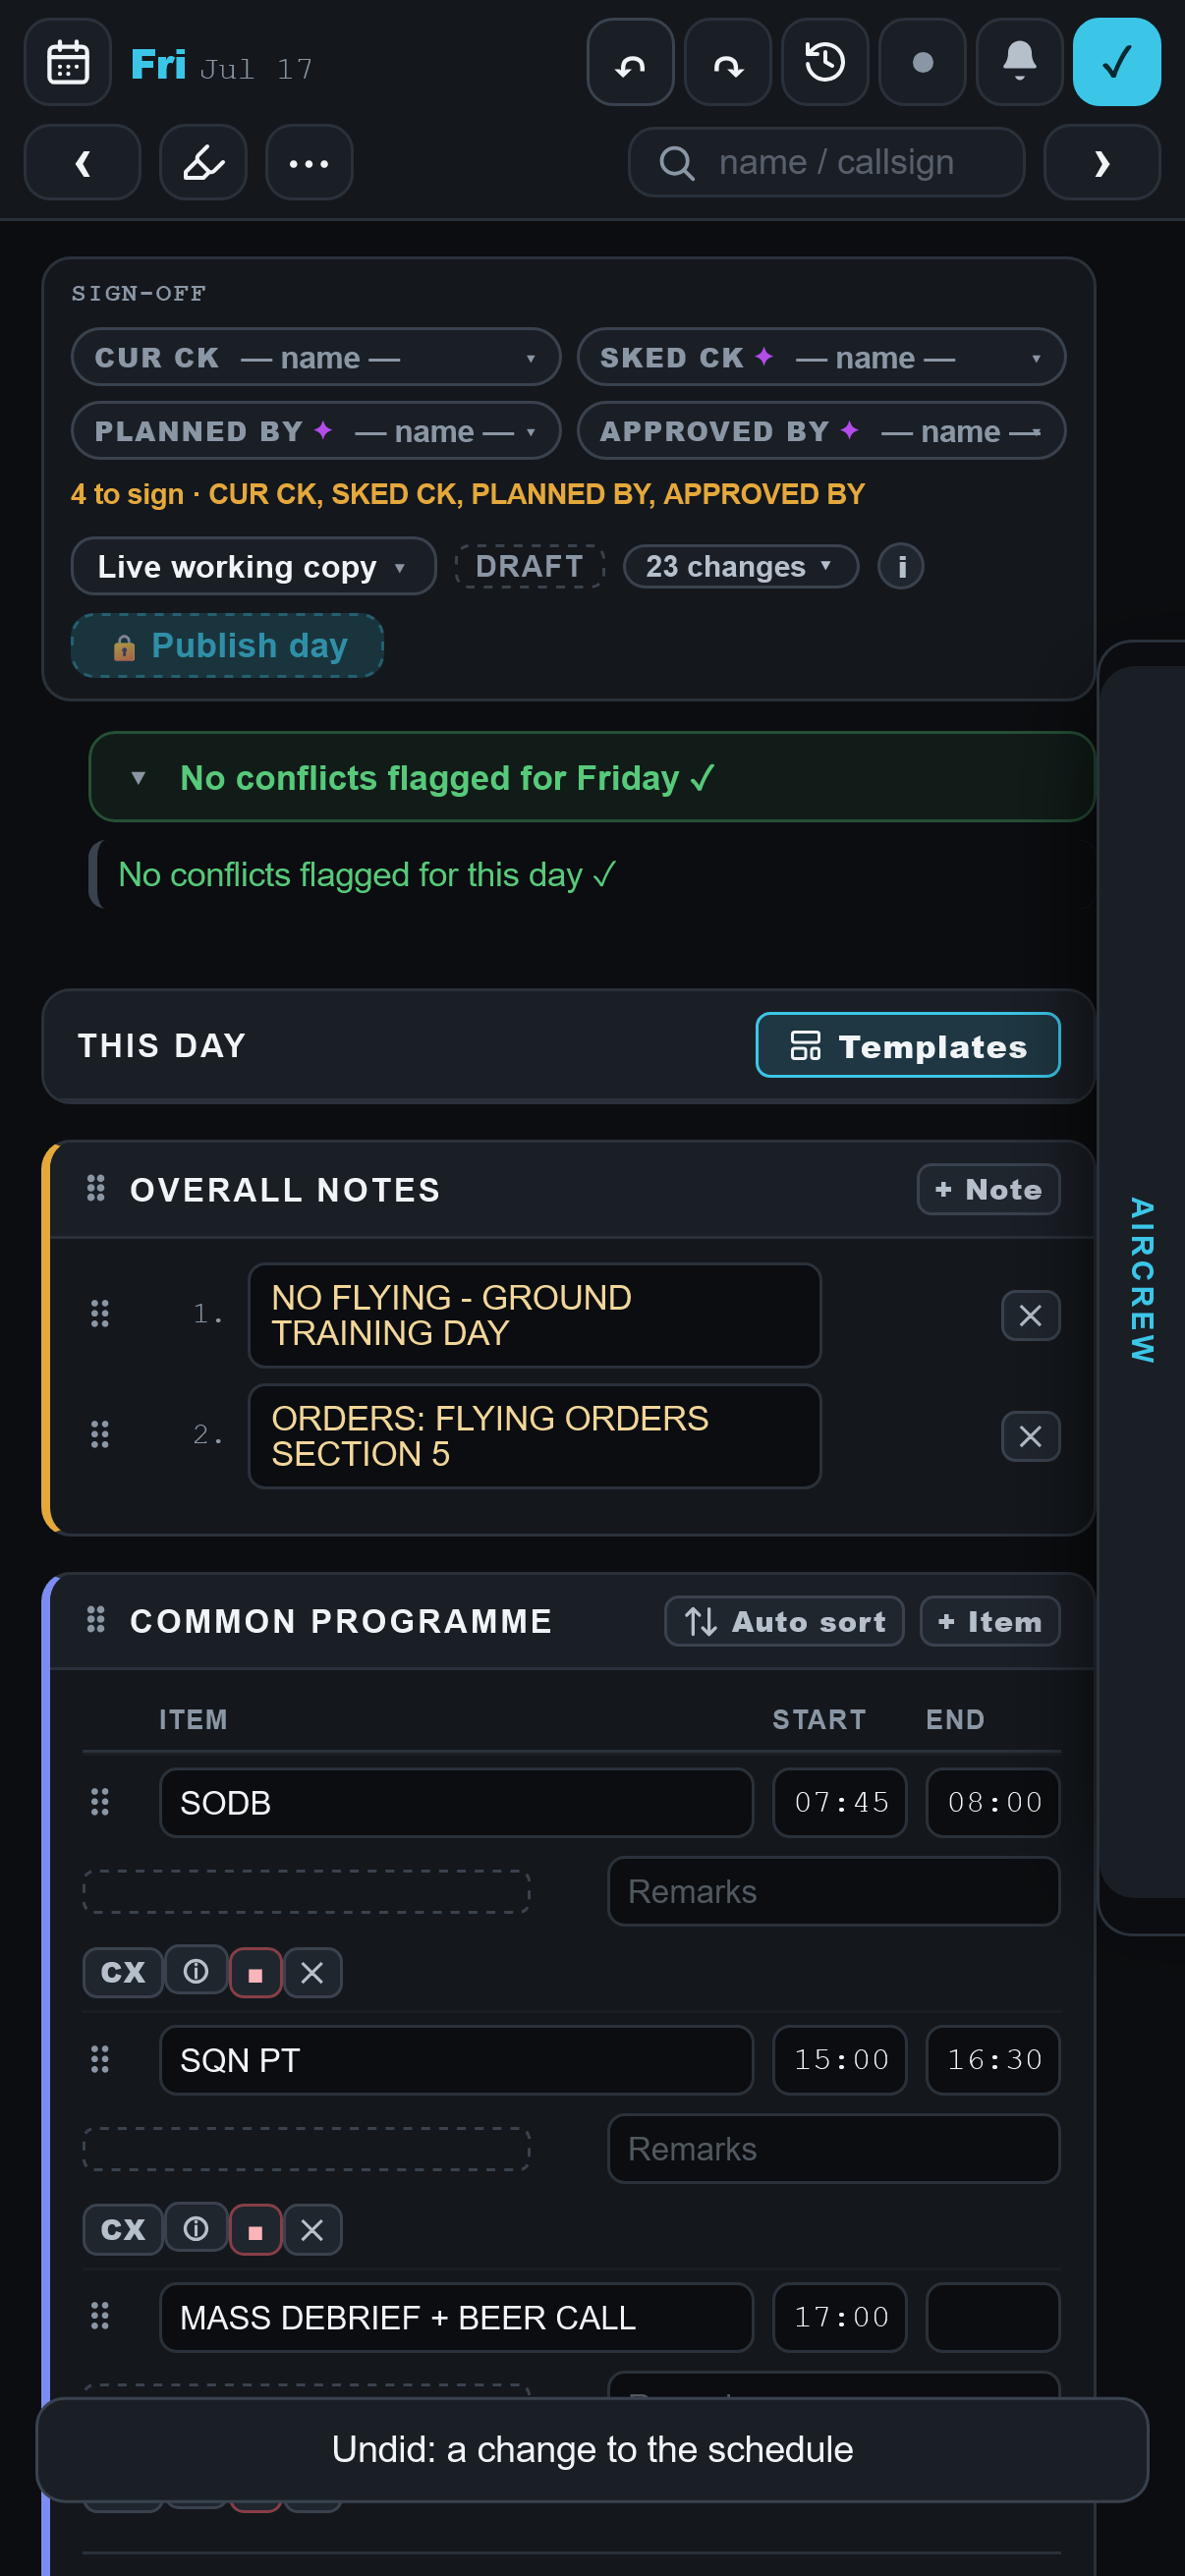 Fri Jul 17
name / callsign
SIGN-OFF
CUR CK — name —
SKED CK ✦ — name —
PLANNED BY ✦ — name —
APPROVED BY ✦ — name —
4 to sign · CUR CK, SKED CK, PLANNED BY, APPROVED BY
Live working copy
DRAFT
23 changes
i
Publish day
No conflicts flagged for Friday ✓
No conflicts flagged for this day ✓
THIS DAY
Templates
AIRCREW
OVERALL NOTES
+ Note
1.
NO FLYING - GROUND
TRAINING DAY
2.
ORDERS: FLYING ORDERS
SECTION 5
COMMON PROGRAMME
Auto sort
+ Item
ITEM START END
SODB 07:45 08:00
Remarks
CX
SQN PT 15:00 16:30
Remarks
CX
MASS DEBRIEF + BEER CALL 17:00
Undid: a change to the schedule